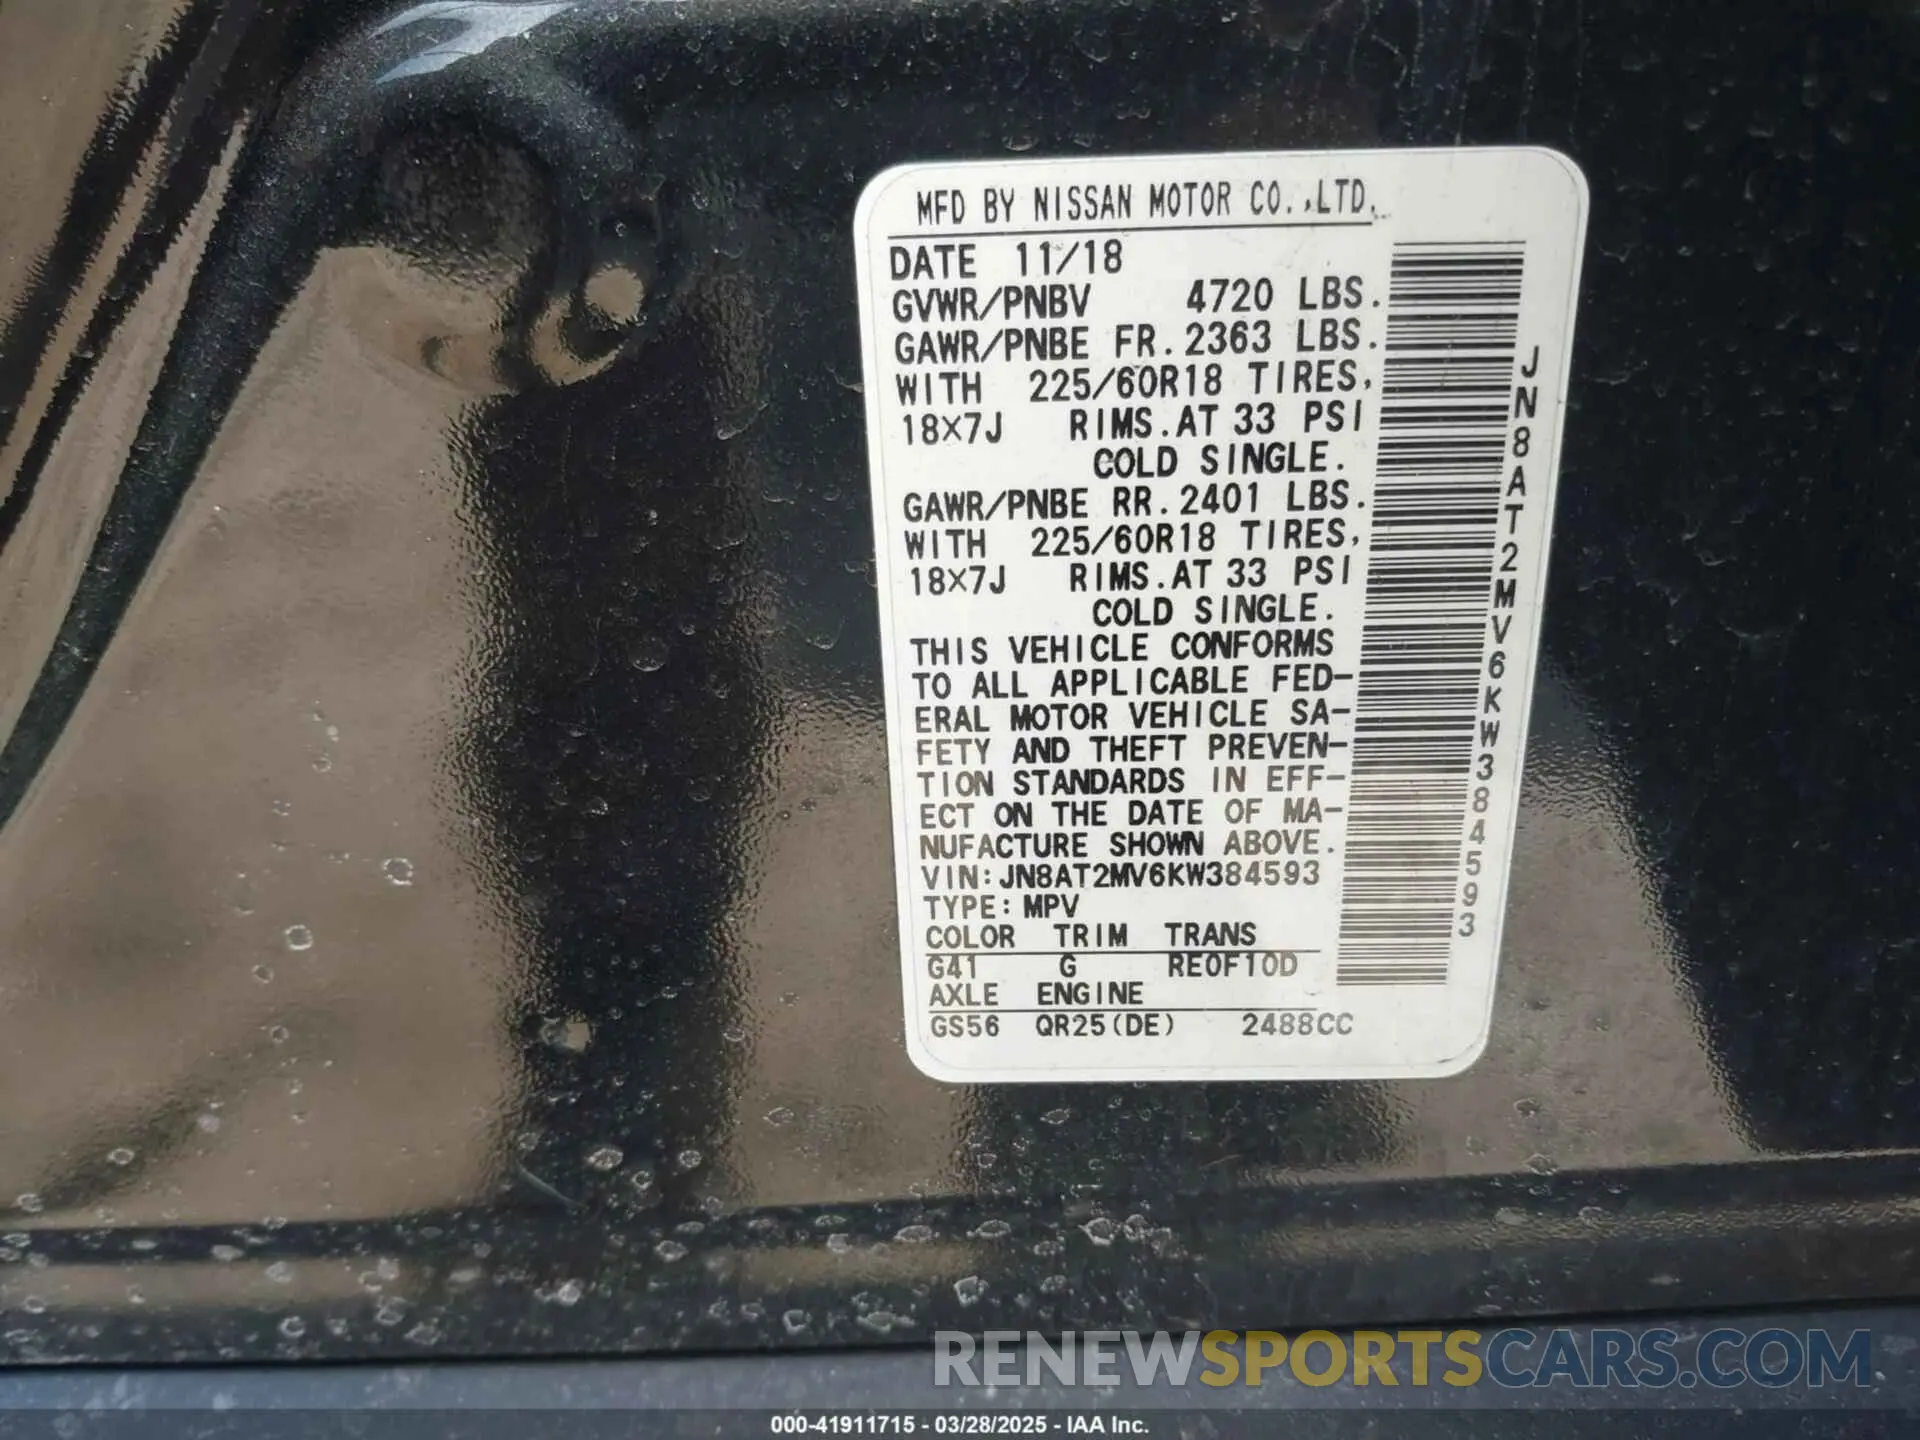 MFD BY NISSAN MOTOR CO.,LTD.
DATE 11/18
GVWR/PNBV 4720 LBS.
GAWR/PNBE FR.2363 LBS.
WITH 225/60R18 TIRES,
18×7J RIMS.AT 33 PSI
COLD SINGLE.
GAWR/PNBE RR.2401 LBS.
WITH 225/60R18 TIRES,
18×7J RIMS.AT 33 PSI
COLD SINGLE.
THIS VEHICLE CONFORMS
TO ALL APPLICABLE FED-
ERAL MOTOR VEHICLE SA-
FETY AND THEFT PREVEN-
TION STANDARDS IN EFF-
ECT ON THE DATE OF MA-
NUFACTURE SHOWN ABOVE.
VIN:JN8AT2MV6KW384593
TYPE:MPV
COLOR TRIM TRANS
G41 G RE0F10D
AXLE ENGINE
GS56 QR25(DE) 2488CC
JN8AT2MV6KW384593
RENEWSPORTSCARS.COM
000-41911715 - 03/28/2025 - IAA Inc.